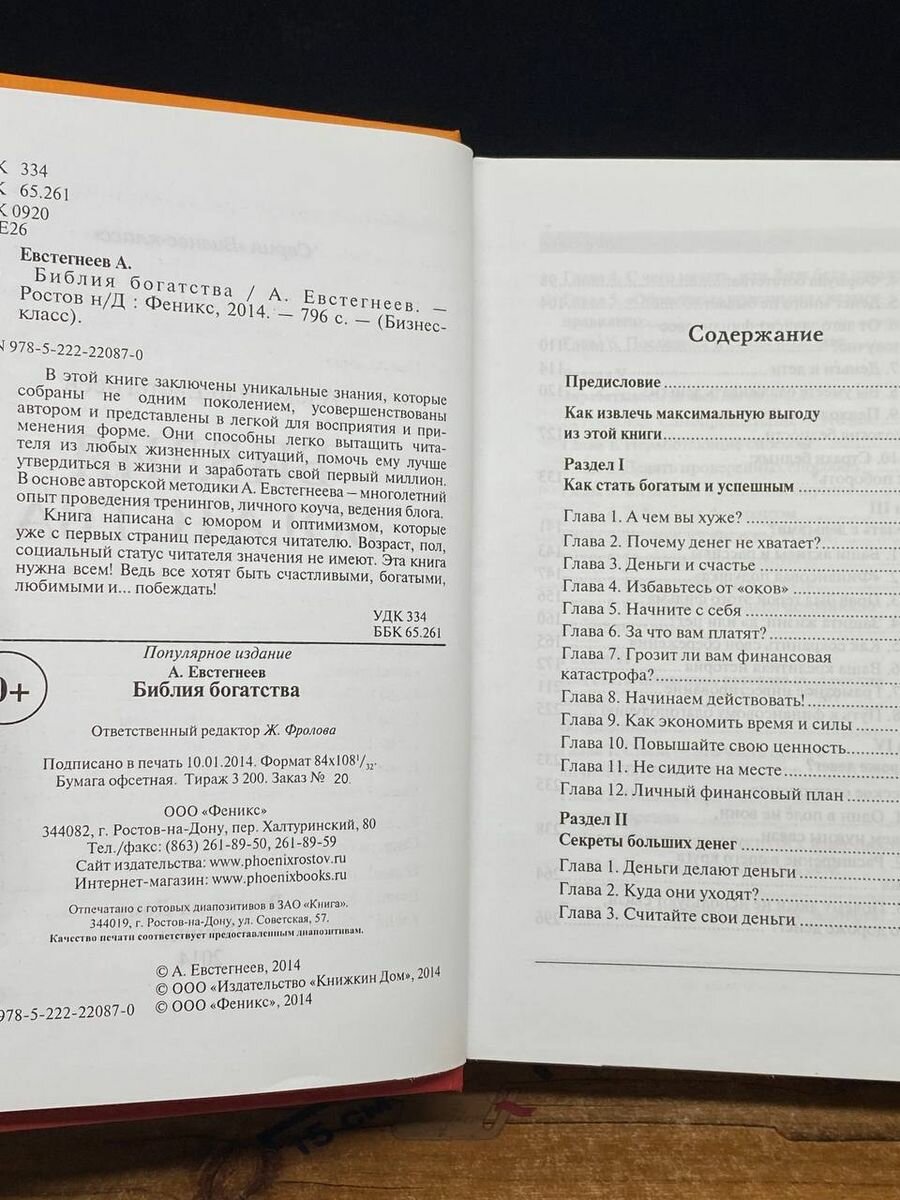 К 334
К 65.261
К 0920
Е26
Евстегнеев А.
Библия богатства / А. Евстегнеев. —
Ростов н/Д : Феникс, 2014. — 796 с. — (Бизнес-
класс).
N 978-5-222-22087-0
В этой книге заключены уникальные знания, которые
собраны не одним поколением, усовершенствованы
автором и представлены в легкой для восприятия и при-
менения форме. Они способны легко вытащить чита-
теля из любых жизненных ситуаций, помочь ему лучше
утвердиться в жизни и заработать свой первый миллион.
В основе авторской методики А. Евстегнеева – многолетний
опыт проведения тренингов, личного коуча, ведения блога.
Книга написана с юмором и оптимизмом, которые
уже с первых страниц передаются читателю. Возраст, пол,
социальный статус читателя значения не имеют. Эта книга
нужна всем! Ведь все хотят быть счастливыми, богатыми,
любимыми и... побеждать!
УДК 334
ББК 65.261
Популярное издание
А. Евстегнеев
Библия богатства
0+
Ответственный редактор Ж. Фролова
Подписано в печать 10.01.2014. Формат 84х108¹/₃₂.
Бумага офсетная. Тираж 3 200. Заказ № 20.
ООО «Феникс»
344082, г. Ростов-на-Дону, пер. Халтуринский, 80
Тел./факс: (863) 261-89-50, 261-89-59
Сайт издательства: www.phoenixrostov.ru
Интернет-магазин: www.phoenixbooks.ru
Отпечатано с готовых диапозитивов в ЗАО «Книга».
344019, г. Ростов-на-Дону, ул. Советская, 57.
Качество печати соответствует предоставленным диапозитивам.
© А. Евстегнеев, 2014
© ООО «Издательство «Книжкин Дом», 2014
978-5-222-22087-0 © ООО «Феникс», 2014
Содержание
Предисловие
Как извлечь максимальную выгоду
из этой книги
Раздел I
Как стать богатым и успешным
Глава 1. А чем вы хуже?
Глава 2. Почему денег не хватает?
Глава 3. Деньги и счастье
Глава 4. Избавьтесь от «оков»
Глава 5. Начните с себя
Глава 6. За что вам платят?
Глава 7. Грозит ли вам финансовая
катастрофа?
Глава 8. Начинаем действовать!
Глава 9. Как экономить время и силы
Глава 10. Повышайте свою ценность
Глава 11. Не сидите на месте
Глава 12. Личный финансовый план
Раздел II
Секреты больших денег
Глава 1. Деньги делают деньги
Глава 2. Куда они уходят?
Глава 3. Считайте свои деньги